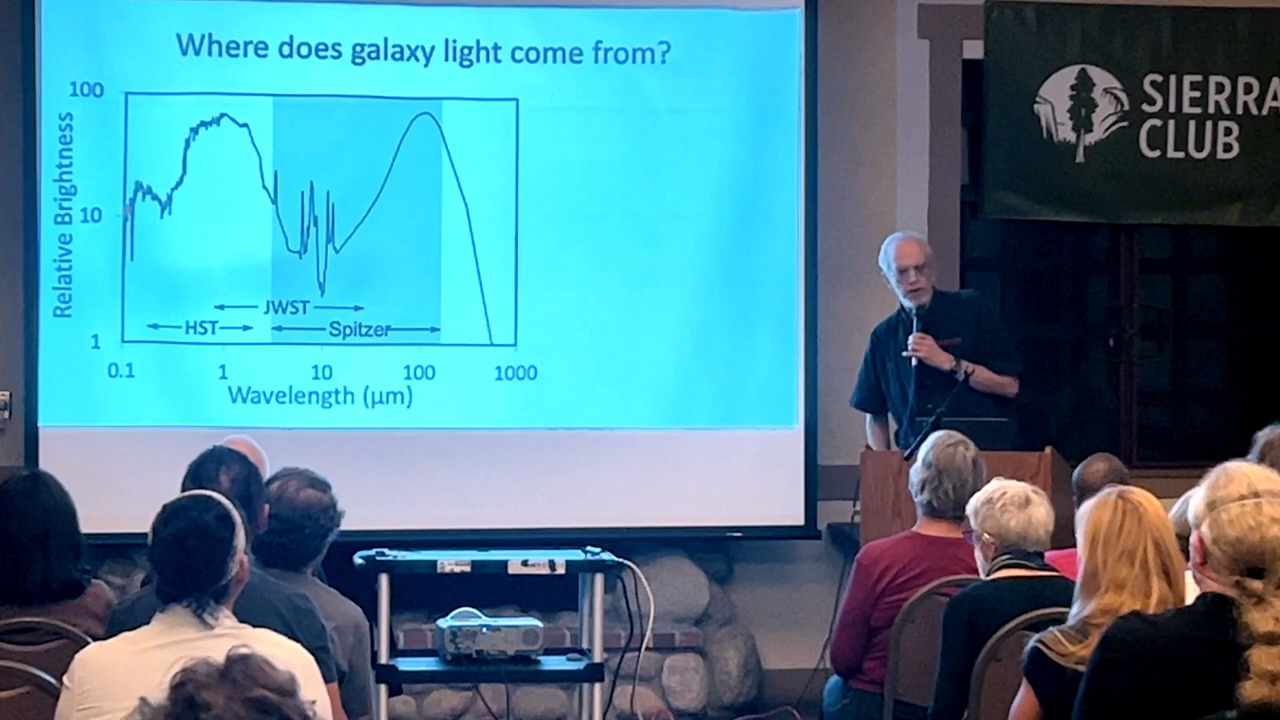 Where does galaxy light come from?
100
10
1
Relative Brightness
JWST
HST
Spitzer
0.1 1 10 100 1000
Wavelength (µm)
SIERRA
CLUB